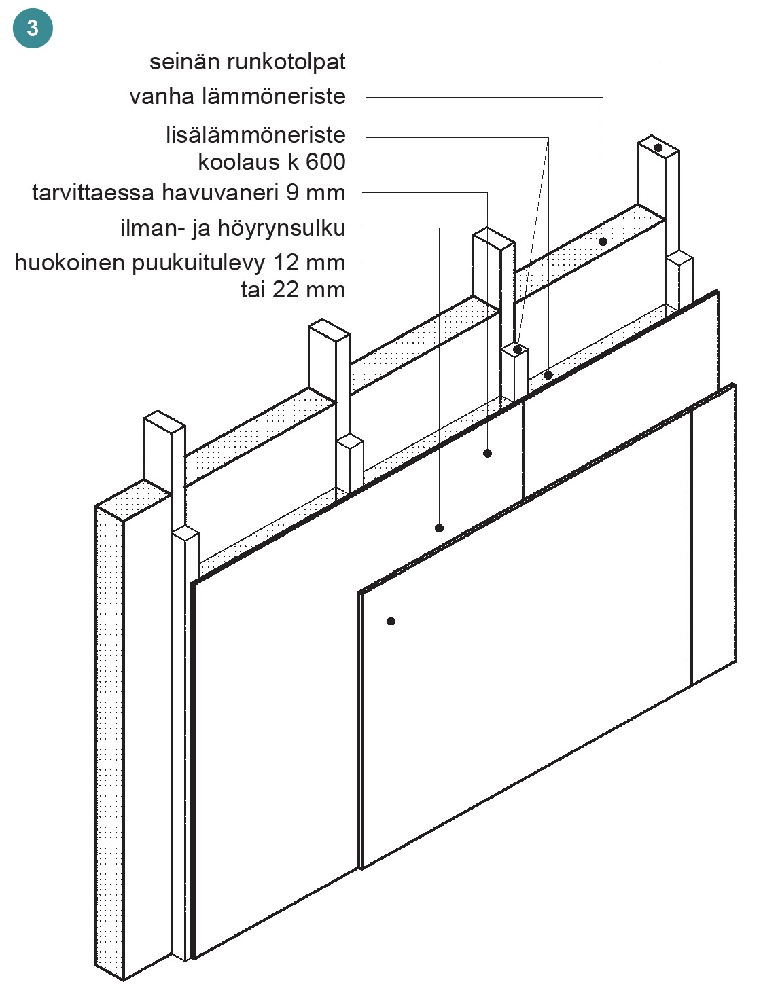 3
seinän runkotolpat
vanha lämmöneriste
lisälämmöneriste
koolaus k 600
tarvittaessa havuvaneri 9 mm
ilman- ja höyrynsulku
huokoinen puukuitulevy 12 mm
tai 22 mm